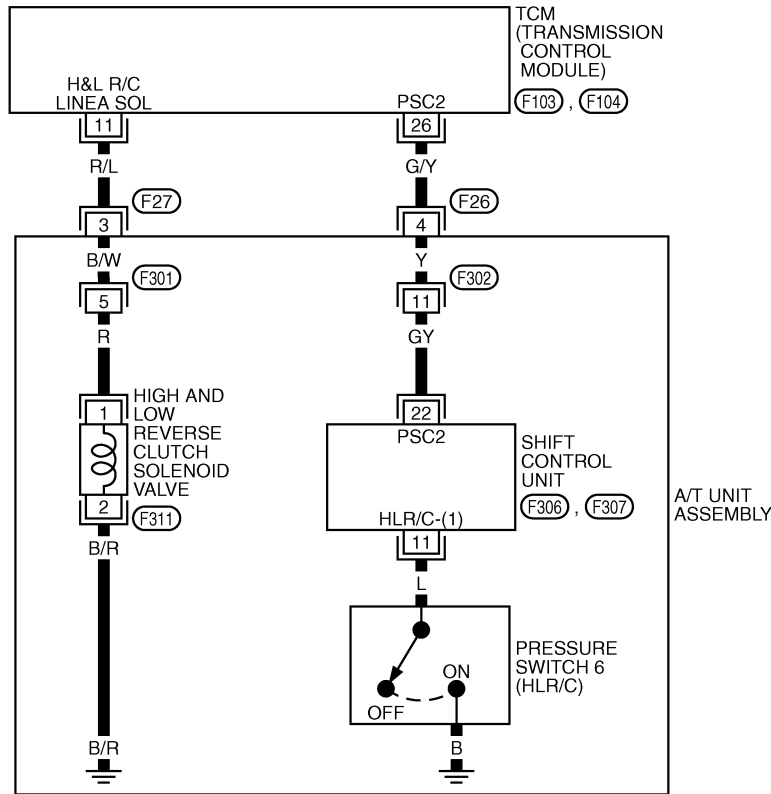 TCM
(TRANSMISSION
CONTROL
MODULE)
F103 , F104
H&L R/C
LINEA SOL
PSC2
11
26
R/L
G/Y
F27
F26
3
4
B/W
Y
F301
F302
5
11
R
GY
HIGH AND
LOW
REVERSE
CLUTCH
SOLENOID
VALVE
1
2
F311
22
PSC2
SHIFT
CONTROL
UNIT
F306 , F307
HLR/C-(1)
11
A/T UNIT
ASSEMBLY
B/R
L
PRESSURE
SWITCH 6
(HLR/C)
ON
OFF
B/R
B